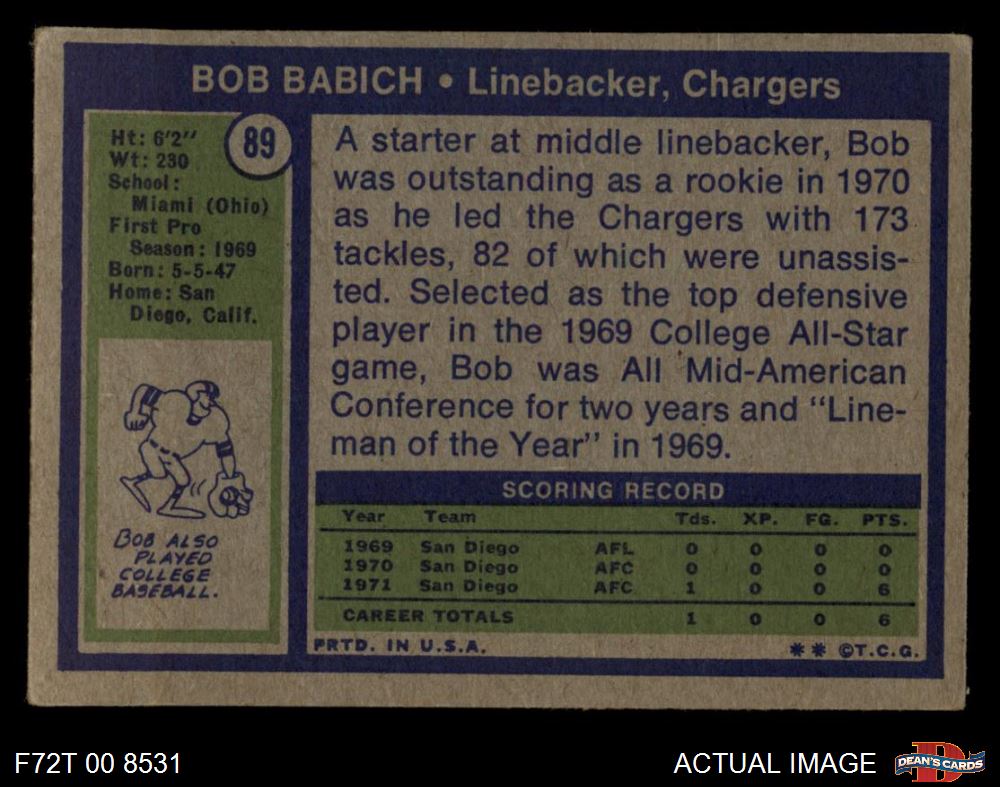 BOB BABICH • Linebacker, Chargers
89
Ht: 6'2"
Wt: 230
School:
Miami (Ohio)
First Pro
Season: 1969
Born: 5-5-47
Home: San
Diego, Calif.
BOB ALSO
PLAYED
COLLEGE
BASEBALL.
A starter at middle linebacker, Bob
was outstanding as a rookie in 1970
as he led the Chargers with 173
tackles, 82 of which were unassis-
ted. Selected as the top defensive
player in the 1969 College All-Star
game, Bob was All Mid-American
Conference for two years and "Line-
man of the Year" in 1969.
SCORING RECORD
Year Team Tds. XP. FG. PTS.
1969 San Diego AFL 0 0 0 0
1970 San Diego AFC 0 0 0 0
1971 San Diego AFC 1 0 0 6
CAREER TOTALS 1 0 0 6
PRTD. IN U.S.A. ** ©T.C.G.
F72T 00 8531 ACTUAL IMAGE DEAN'S CARDS